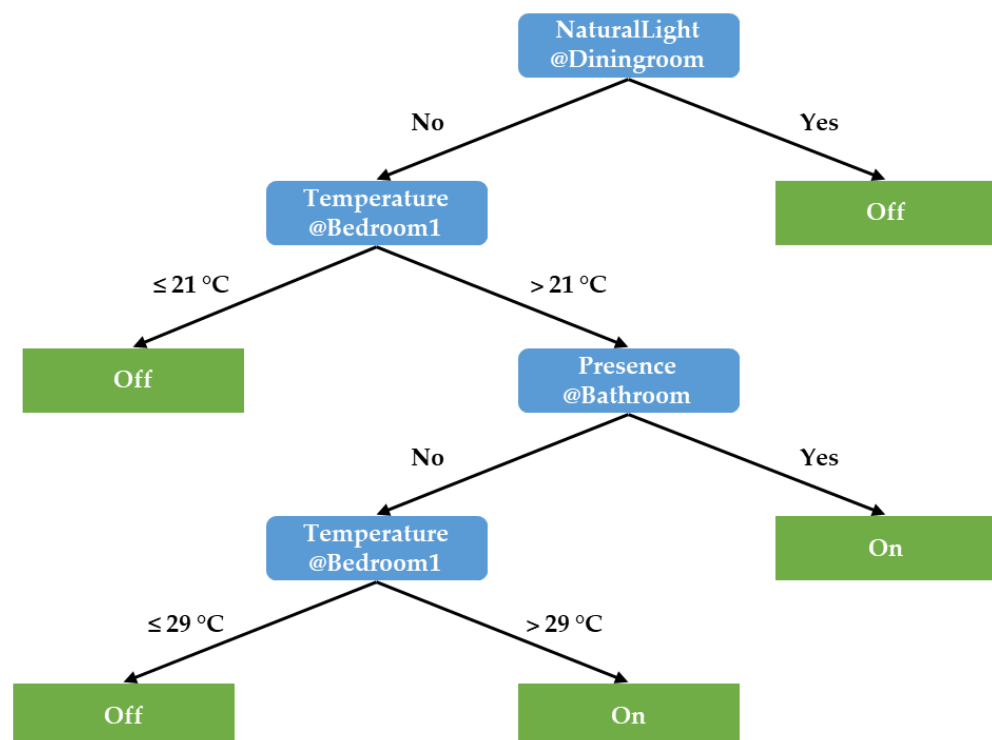 NaturalLight
@Diningroom
No
Yes
Temperature
@Bedroom1
Off
≤ 21 °C
> 21 °C
Off
Presence
@Bathroom
No
Yes
Temperature
@Bedroom1
On
≤ 29 °C
> 29 °C
Off
On